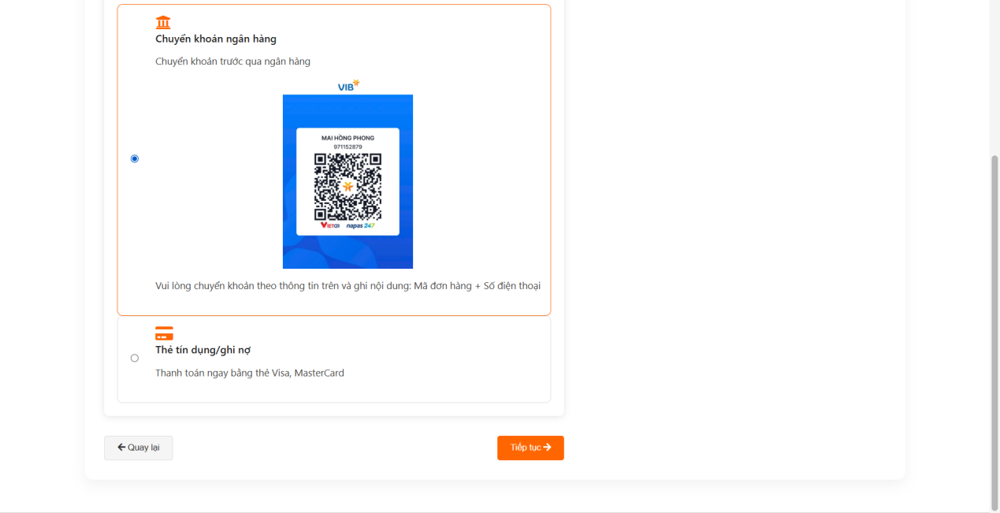 Chuyển khoản ngân hàng
Chuyển khoản trước qua ngân hàng
VIB
MAI HỒNG PHONG
971152879
VIETQR napas 247
Vui lòng chuyển khoản theo thông tin trên và ghi nội dung: Mã đơn hàng + Số điện thoại
Thẻ tín dụng/ghi nợ
Thanh toán ngay bằng thẻ Visa, MasterCard
Quay lại
Tiếp tục